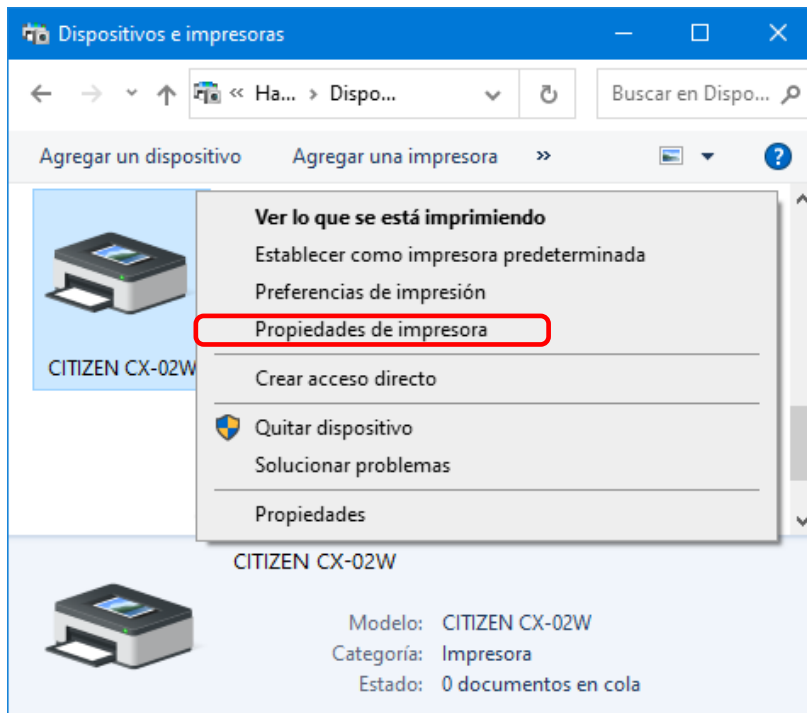 Dispositivos e impresoras
« Ha... › Dispo...
Buscar en Dispo...
Agregar un dispositivo Agregar una impresora »
?
Ver lo que se está imprimiendo
Establecer como impresora predeterminada
Preferencias de impresión
Propiedades de impresora
CITIZEN CX-02W
Crear acceso directo
Quitar dispositivo
Solucionar problemas
Propiedades
CITIZEN CX-02W
Modelo: CITIZEN CX-02W
Categoría: Impresora
Estado: 0 documentos en cola